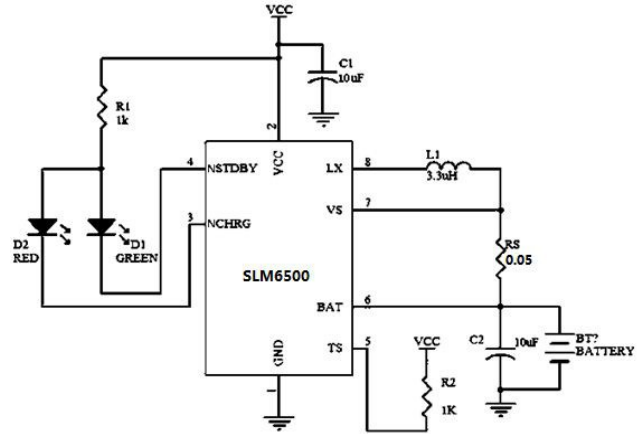 VCC
C1
10uF
R1
1k
2
VCC
4
NSTDBY
LX
8
L1
3.3uH
VS
7
3
NCHRG
D2
RED
D1
GREEN
RS
0.05
SLM6500
BAT
6
TS
5
VCC
C2
10uF
BT?
BATTERY
GND
1
R2
1K